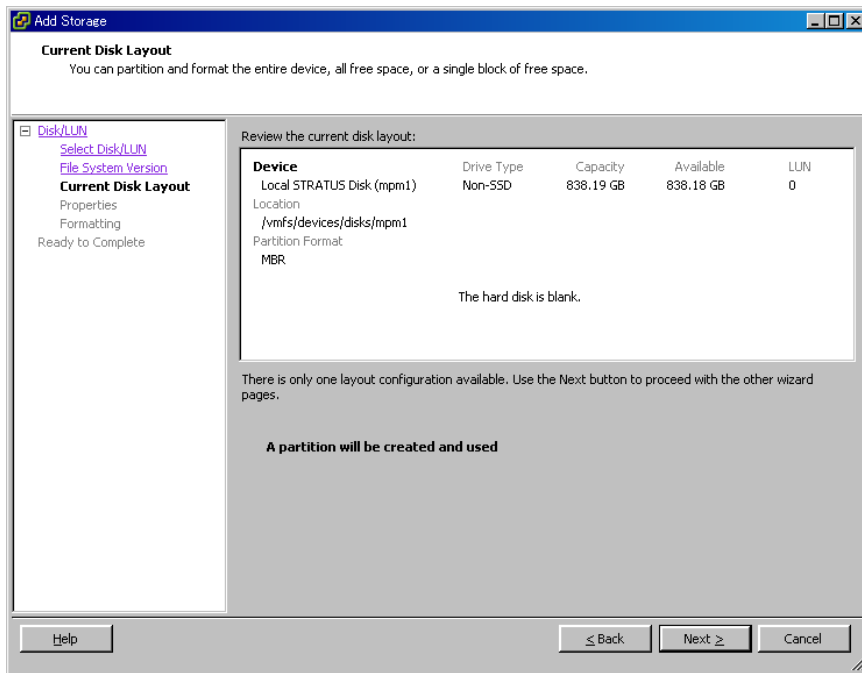 Add Storage
Current Disk Layout
You can partition and format the entire device, all free space, or a single block of free space.
Disk/LUN
Select Disk/LUN
File System Version
Current Disk Layout
Properties
Formatting
Ready to Complete
Review the current disk layout:
Device Drive Type Capacity Available LUN
Local STRATUS Disk (mpm1) Non-SSD 838.19 GB 838.18 GB 0
Location
/vmfs/devices/disks/mpm1
Partition Format
MBR
The hard disk is blank.
There is only one layout configuration available. Use the Next button to proceed with the other wizard
pages.
A partition will be created and used
Help < Back Next > Cancel